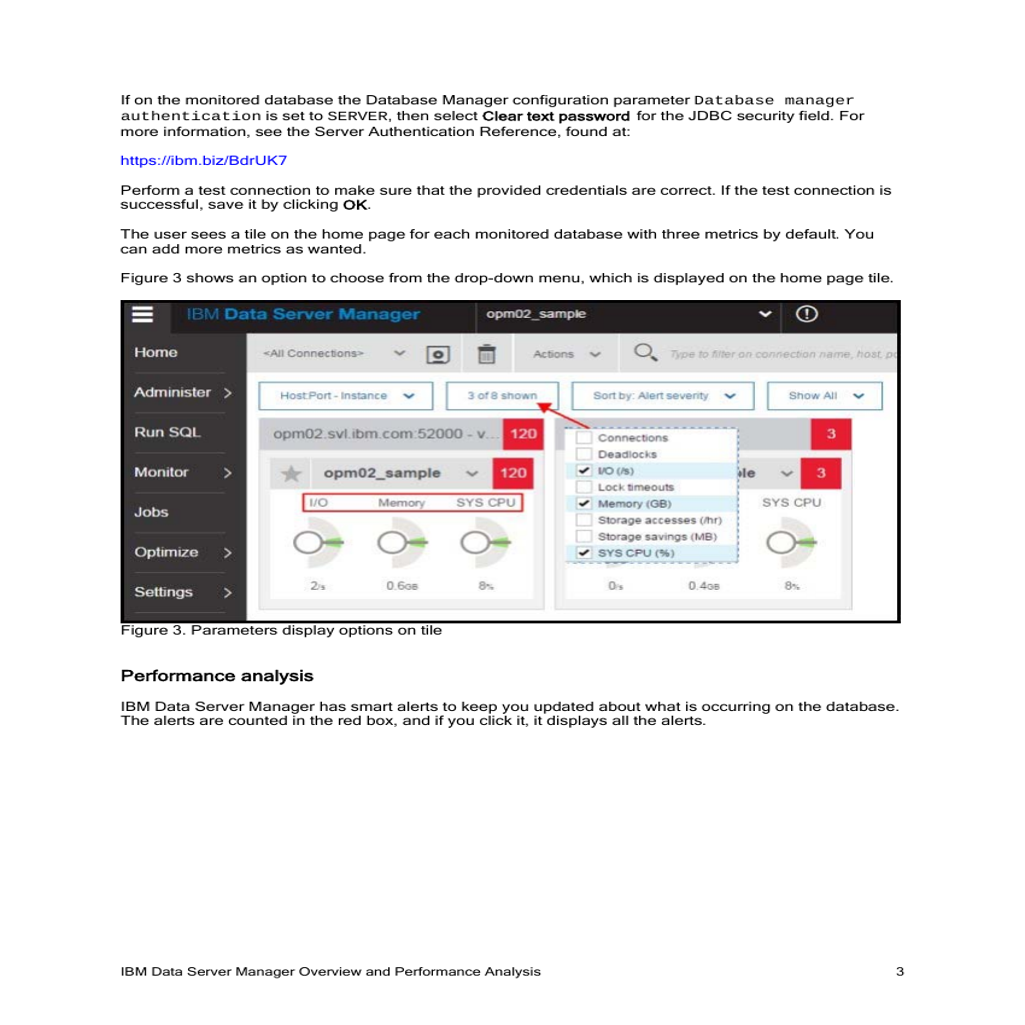 If on the monitored database the Database Manager configuration parameter Database manager
authentication is set to SERVER, then select Clear text password for the JDBC security field. For
more information, see the Server Authentication Reference, found at:
https://ibm.biz/BdrUK7
Perform a test connection to make sure that the provided credentials are correct. If the test connection is
successful, save it by clicking OK.
The user sees a tile on the home page for each monitored database with three metrics by default. You
can add more metrics as wanted.
Figure 3 shows an option to choose from the drop-down menu, which is displayed on the home page tile.
IBM Data Server Manager opm02_sample
Home
Administer
Run SQL
Monitor
Jobs
Optimize
Settings
<All Connections> Actions Type to filter on connection name, host, po
Host:Port - Instance 3 of 8 shown Sort by: Alert severity Show All
opm02.svl.ibm.com:52000 - v... 120
opm02_sample 120
I/O Memory SYS CPU
2/s 0.6GB 8%
Connections
Deadlocks
I/O (/s)
Lock timeouts
Memory (GB)
Storage accesses (/hr)
Storage savings (MB)
SYS CPU (%)
3
le 3
SYS CPU
0/s 0.4GB 8%
Figure 3. Parameters display options on tile
Performance analysis
IBM Data Server Manager has smart alerts to keep you updated about what is occurring on the database.
The alerts are counted in the red box, and if you click it, it displays all the alerts.
IBM Data Server Manager Overview and Performance Analysis 3